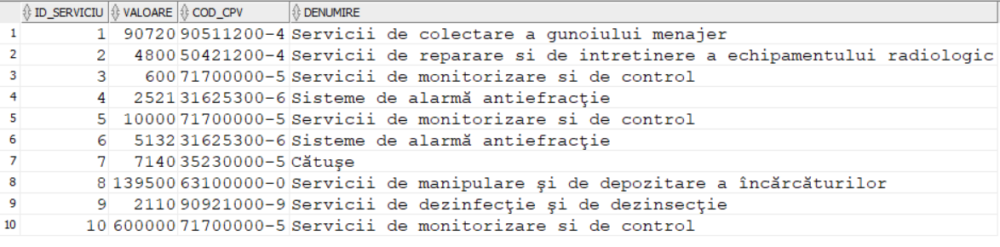 ID_SERVICIU VALOARE COD_CPV DENUMIRE
1 1 90720 90511200-4 Servicii de colectare a gunoiului menajer
2 2 4800 50421200-4 Servicii de reparare si de intretinere a echipamentului radiologic
3 3 600 71700000-5 Servicii de monitorizare si de control
4 4 2521 31625300-6 Sisteme de alarmă antiefracţie
5 5 10000 71700000-5 Servicii de monitorizare si de control
6 6 5132 31625300-6 Sisteme de alarmă antiefracţie
7 7 7140 35230000-5 Cătuşe
8 8 139500 63100000-0 Servicii de manipulare şi de depozitare a încărcăturilor
9 9 2110 90921000-9 Servicii de dezinfecţie şi de dezinsecţie
10 10 600000 71700000-5 Servicii de monitorizare si de control